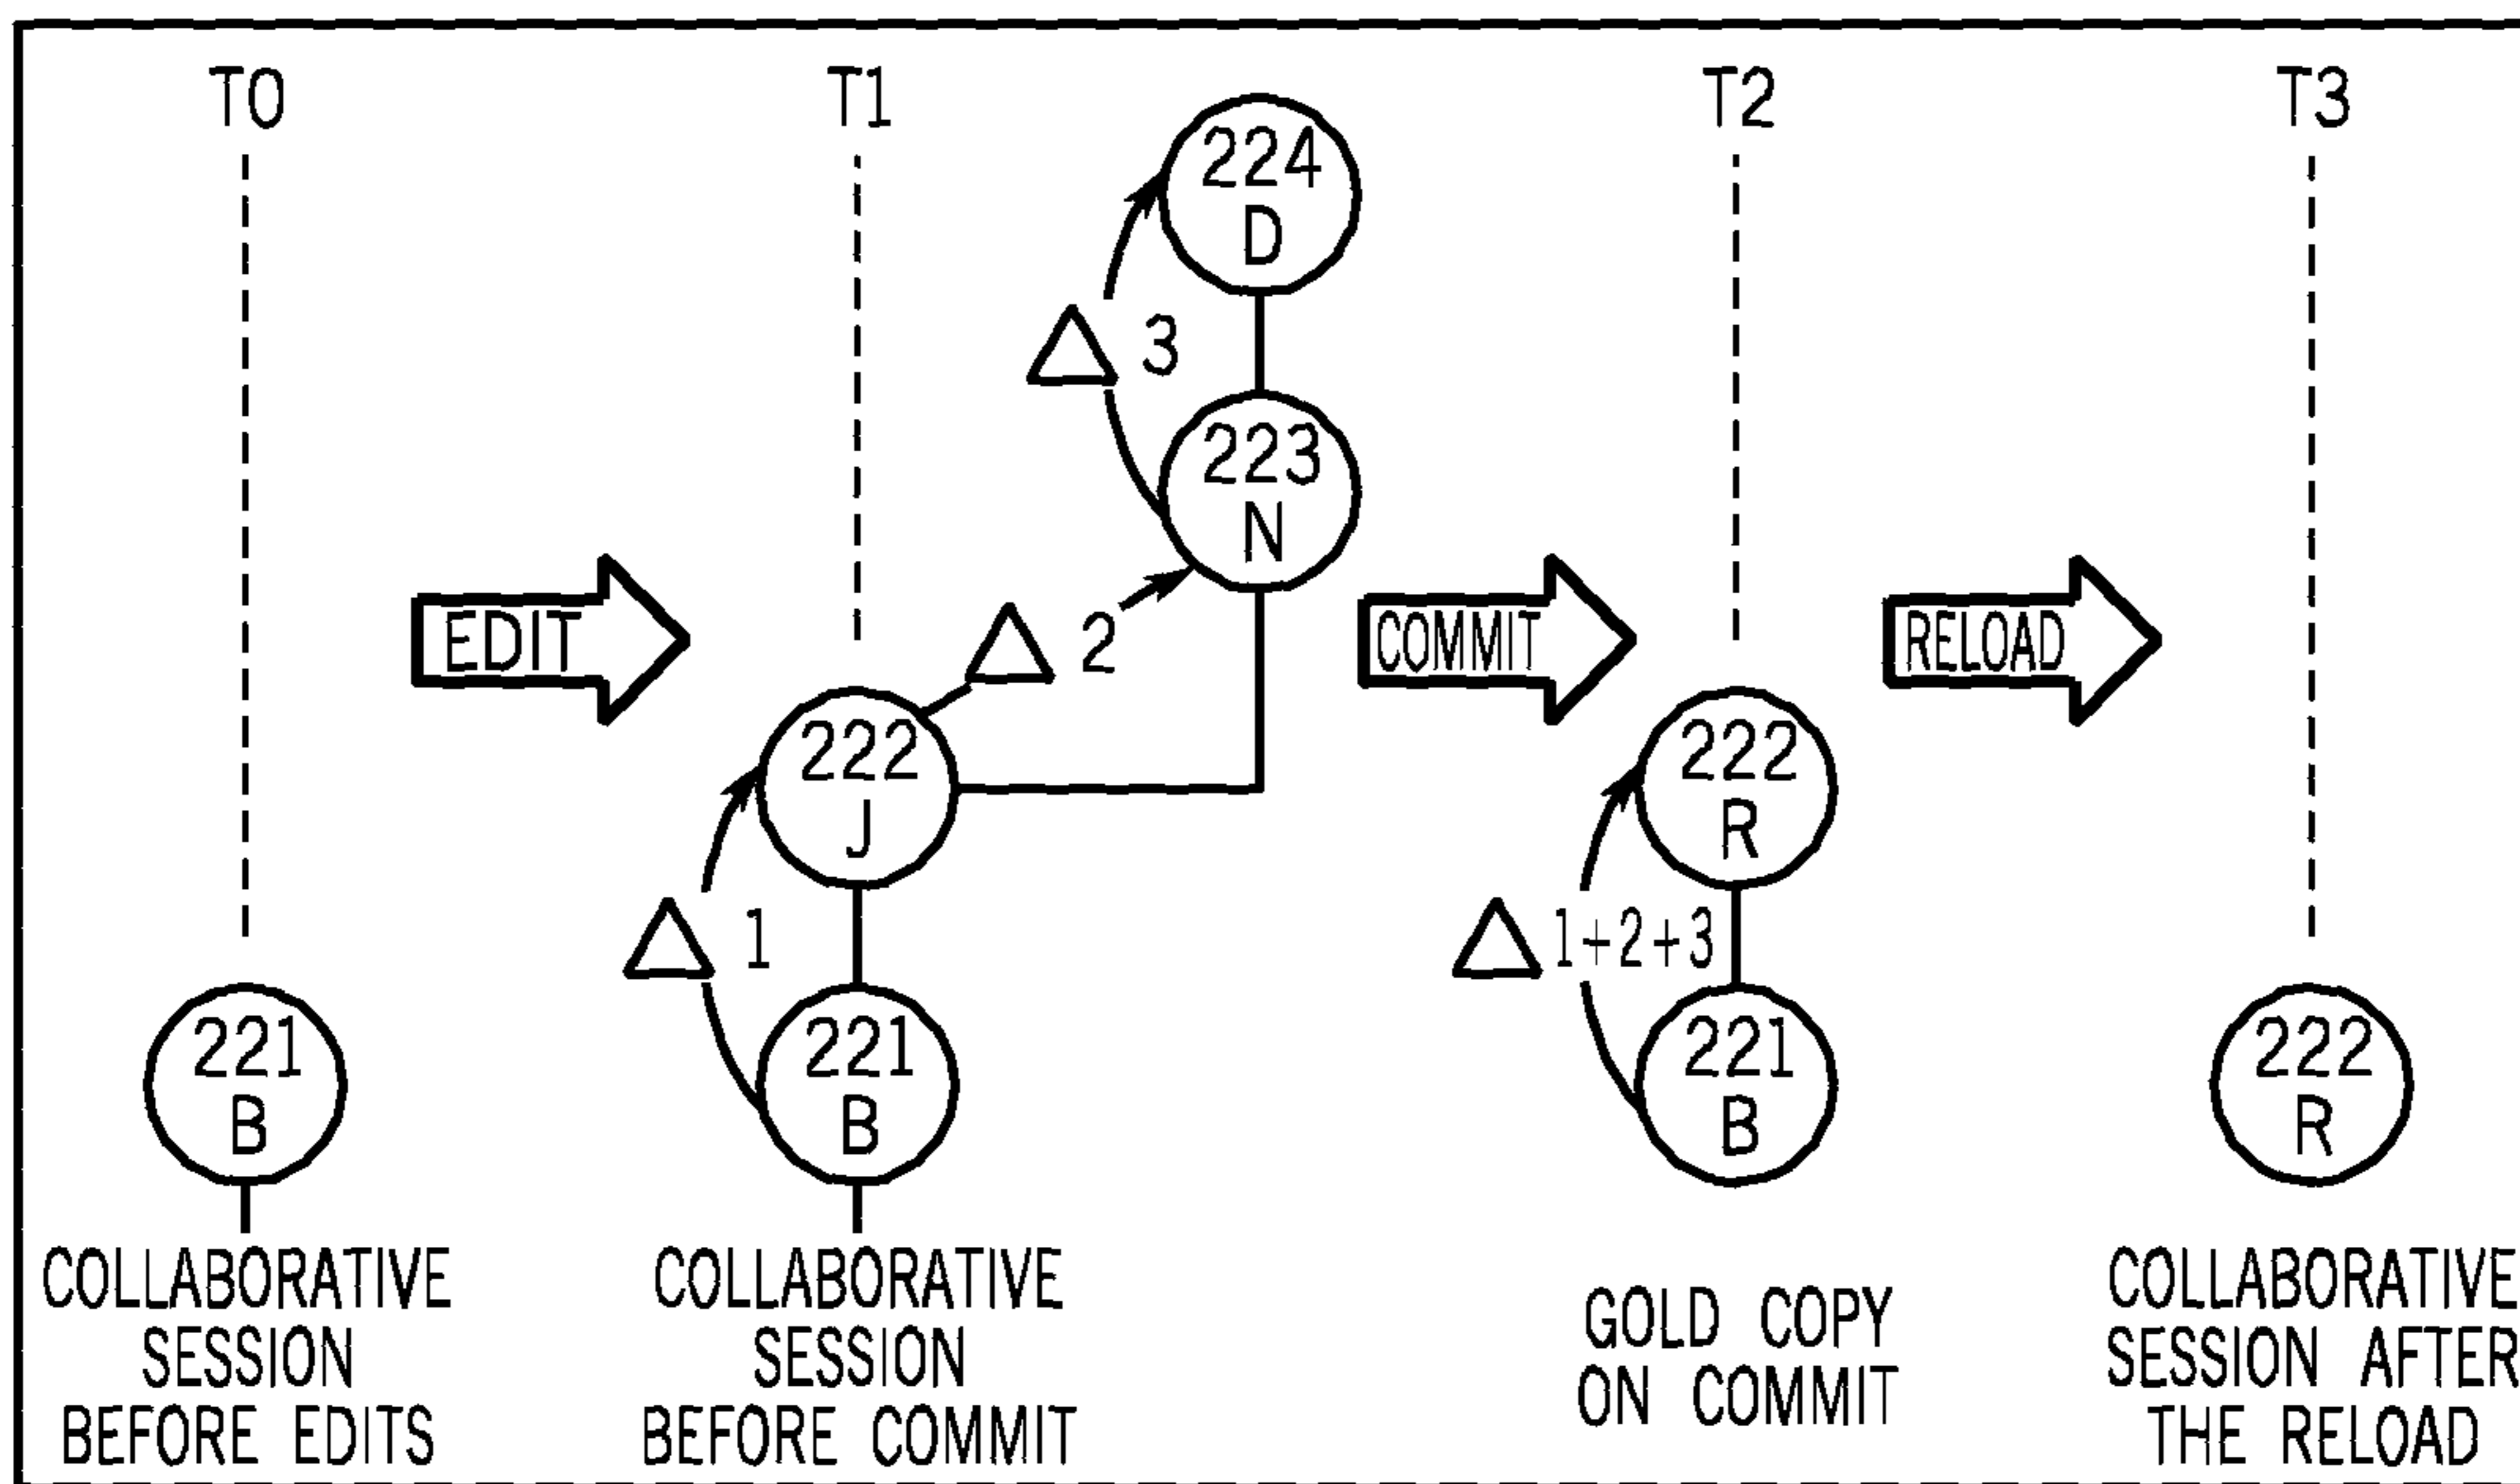 T0
T1
T2
T3
224
D
△ 3
223
N
EDIT
△ 2
COMMIT
RELOAD
222
J
222
R
△ 1
△ 1+2+3
221
B
221
B
221
B
222
R
COLLABORATIVE
SESSION
BEFORE EDITS
COLLABORATIVE
SESSION
BEFORE COMMIT
GOLD COPY
ON COMMIT
COLLABORATIVE
SESSION AFTER
THE RELOAD